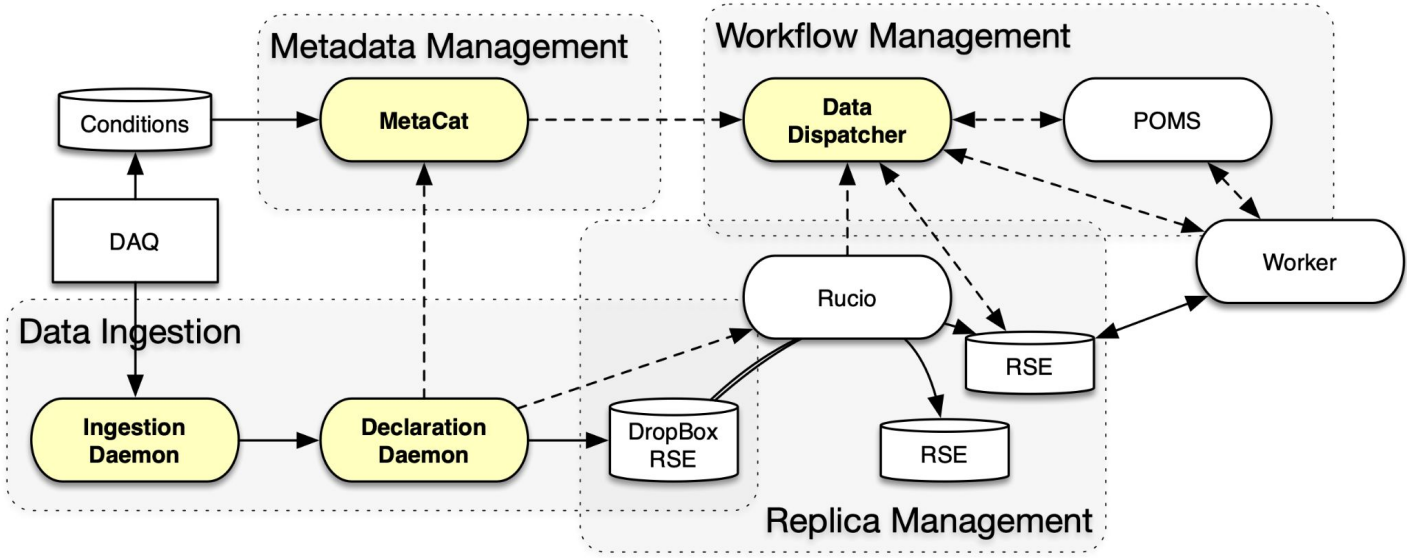 Metadata Management
Workflow Management
Conditions
MetaCat
Data
Dispatcher
POMS
DAQ
Worker
Rucio
Data Ingestion
RSE
Ingestion
Daemon
Declaration
Daemon
DropBox
RSE
RSE
Replica Management